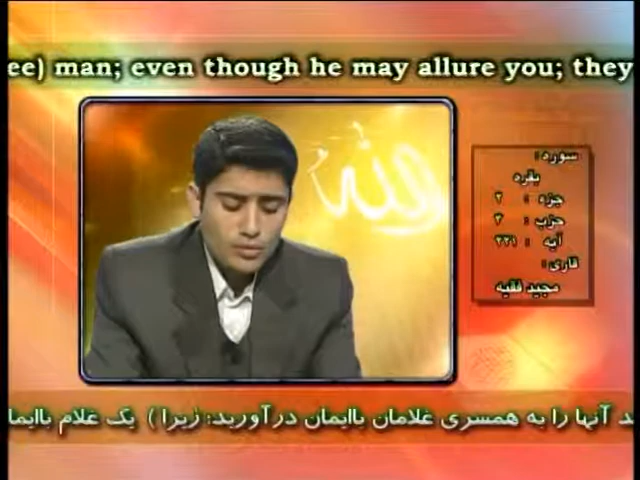 ee) man; even though he may allure you; they
الله
سوره :
بقره
جزء : ۲
حزب : ۳
آیه : ۲۲۱
قاری :
مجید فقیه
د آنها را به همسری غلامان باایمان درآورید؛ زیرا ) یک غلام باایما